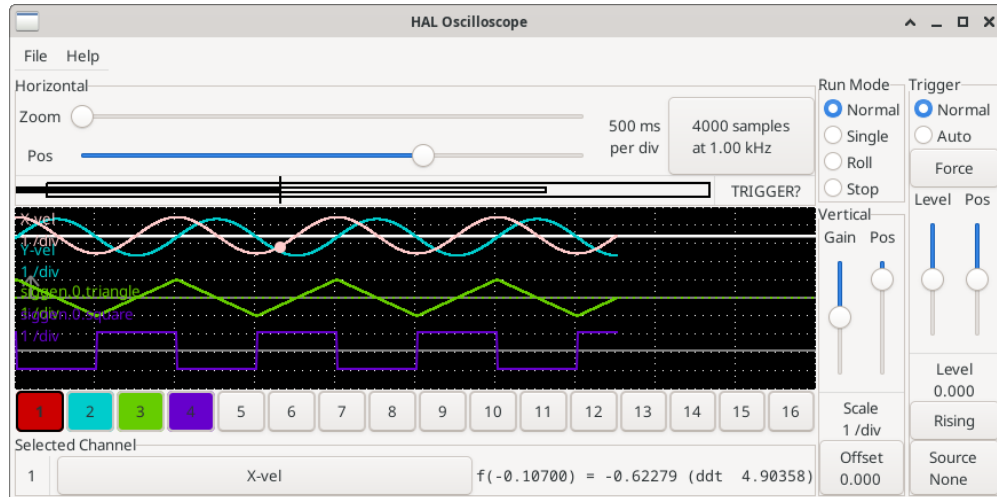 HAL Oscilloscope
File Help
Horizontal
Zoom
Pos
500 ms
per div
4000 samples
at 1.00 kHz
TRIGGER?
X-vel
1 /div
Y-vel
1 /div
siggen.0.triangle
1 /div
siggen.0.square
1 /div
1 2 3 4 5 6 7 8 9 10 11 12 13 14 15 16
Selected Channel
1 X-vel f(-0.10700) = -0.62279 (ddt 4.90358)
Run Mode
Normal
Single
Roll
Stop
Vertical
Gain Pos
Scale
1 /div
Offset
0.000
Trigger
Normal
Auto
Force
Level Pos
Level
0.000
Rising
Source
None